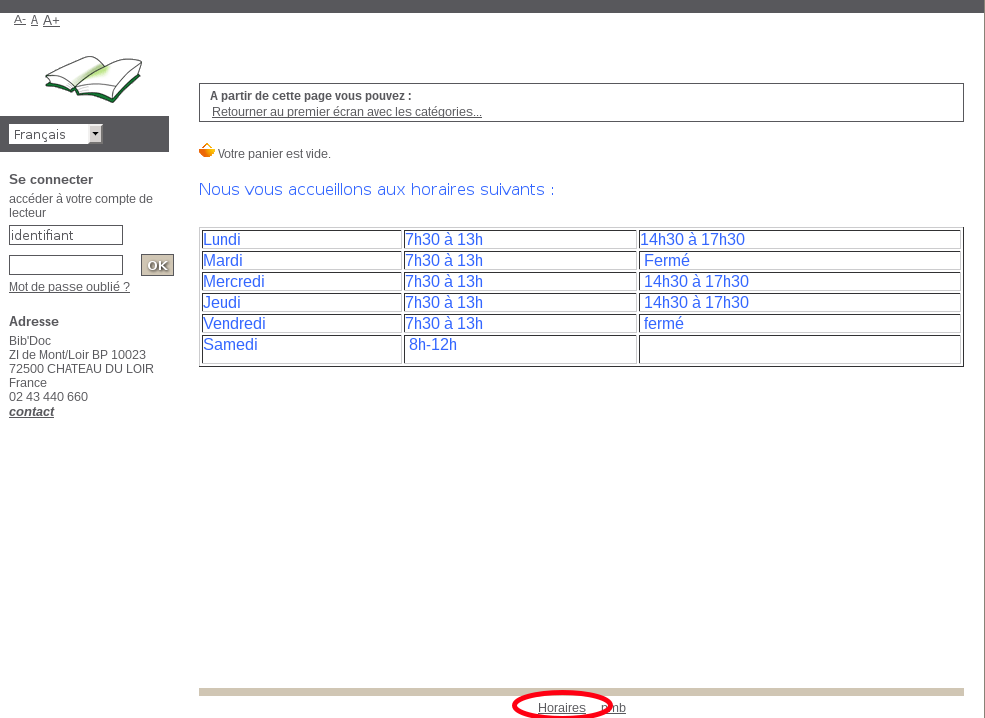 A- A A+
A partir de cette page vous pouvez :
Retourner au premier écran avec les catégories...
Français
Votre panier est vide.
Se connecter
accéder à votre compte de
lecteur
identifiant
OK
Mot de passe oublié ?
Adresse
Bib'Doc
ZI de Mont/Loir BP 10023
72500 CHATEAU DU LOIR
France
02 43 440 660
contact
Nous vous accueillons aux horaires suivants :
Lundi 7h30 à 13h 14h30 à 17h30
Mardi 7h30 à 13h Fermé
Mercredi 7h30 à 13h 14h30 à 17h30
Jeudi 7h30 à 13h 14h30 à 17h30
Vendredi 7h30 à 13h fermé
Samedi 8h-12h
Horaires pmb